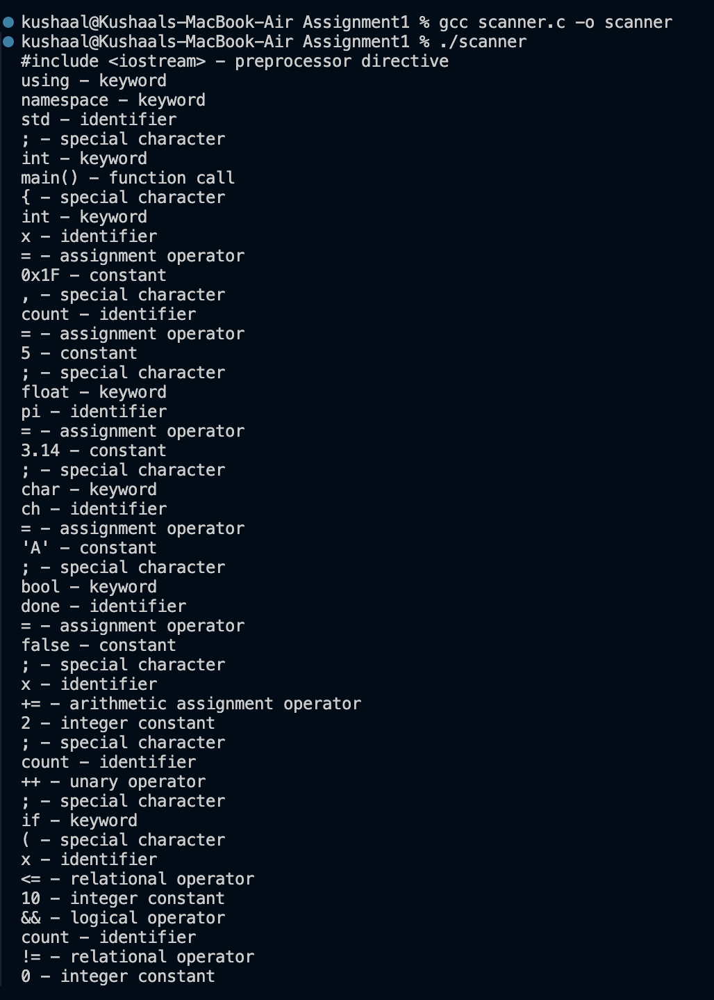 kushaal@Kushaals-MacBook-Air Assignment1 % gcc scanner.c -o scanner
kushaal@Kushaals-MacBook-Air Assignment1 % ./scanner
#include <iostream> - preprocessor directive
using - keyword
namespace - keyword
std - identifier
; - special character
int - keyword
main() - function call
{ - special character
int - keyword
x - identifier
= - assignment operator
0x1F - constant
, - special character
count - identifier
= - assignment operator
5 - constant
; - special character
float - keyword
pi - identifier
= - assignment operator
3.14 - constant
; - special character
char - keyword
ch - identifier
= - assignment operator
'A' - constant
; - special character
bool - keyword
done - identifier
= - assignment operator
false - constant
; - special character
x - identifier
+= - arithmetic assignment operator
2 - integer constant
; - special character
count - identifier
++ - unary operator
; - special character
if - keyword
( - special character
x - identifier
<= - relational operator
10 - integer constant
&& - logical operator
count - identifier
!= - relational operator
0 - integer constant